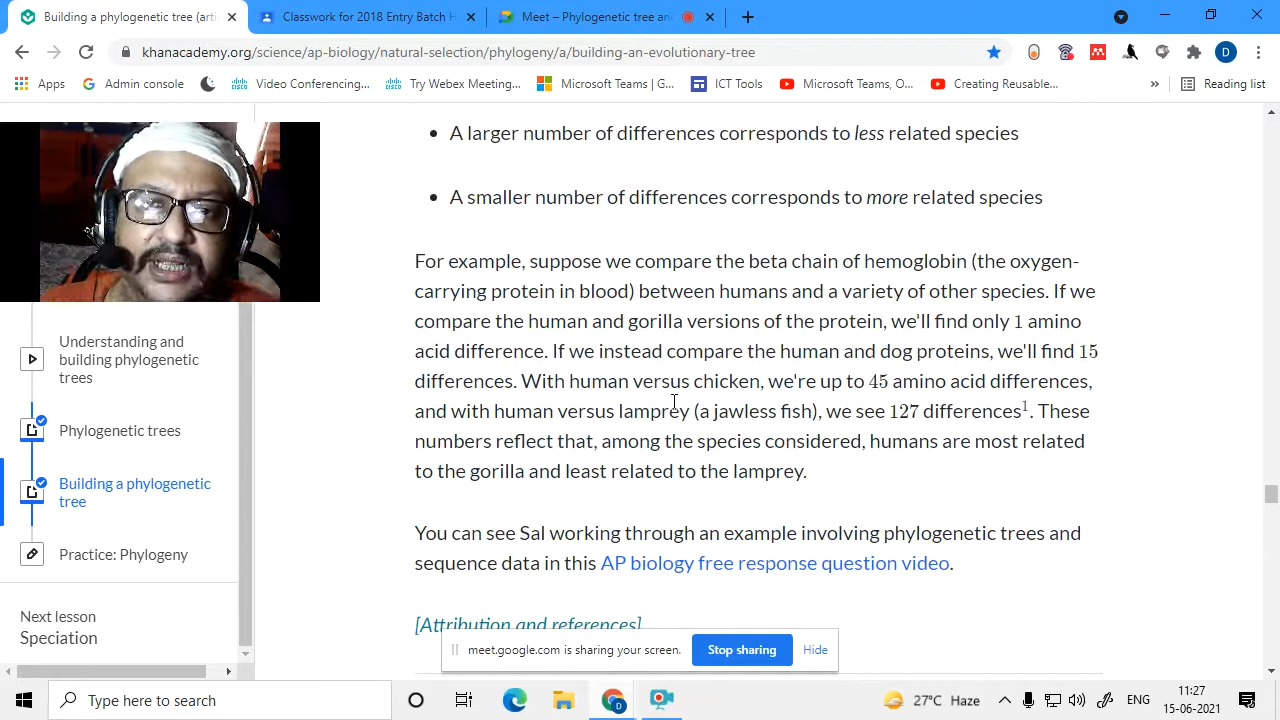 Building a phylogenetic tree (arti
Classwork for 2018 Entry Batch H
Meet – Phylogenetic tree an
khanacademy.org/science/ap-biology/natural-selection/phylogeny/a/building-an-evolutionary-tree
D
Apps
Admin console
Video Conferencing...
Try Webex Meeting...
Microsoft Teams | G...
ICT Tools
Microsoft Teams, O...
Creating Reusable...
»
Reading list
• A larger number of differences corresponds to less related species
• A smaller number of differences corresponds to more related species
For example, suppose we compare the beta chain of hemoglobin (the oxygen-
carrying protein in blood) between humans and a variety of other species. If we
compare the human and gorilla versions of the protein, we'll find only 1 amino
acid difference. If we instead compare the human and dog proteins, we'll find 15
differences. With human versus chicken, we're up to 45 amino acid differences,
and with human versus lamprey (a jawless fish), we see 127 differences¹. These
numbers reflect that, among the species considered, humans are most related
to the gorilla and least related to the lamprey.
You can see Sal working through an example involving phylogenetic trees and
sequence data in this AP biology free response question video.
[Attribution and references]
Understanding and
building phylogenetic
trees
Phylogenetic trees
Building a phylogenetic
tree
Practice: Phylogeny
Next lesson
Speciation
meet.google.com is sharing your screen.
Stop sharing
Hide
Type here to search
27°C Haze
ENG
11:27
15-06-2021